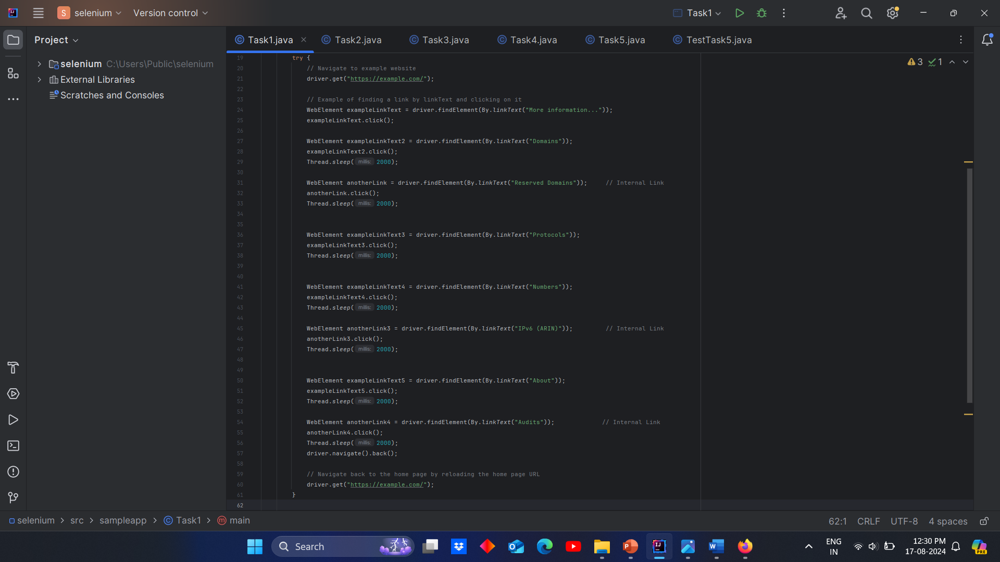 S selenium Version control Task1
Project
selenium C:\Users\Public\selenium
External Libraries
Scratches and Consoles
Task1.java Task2.java Task3.java Task4.java Task5.java TestTask5.java
3 1
19 try {
20 // Navigate to example website
21 driver.get("https://example.com/");
22
23 // Example of finding a link by linkText and clicking on it
24 WebElement exampleLinkText = driver.findElement(By.linkText("More information..."));
25 exampleLinkText.click();
26
27 WebElement exampleLinkText2 = driver.findElement(By.linkText("Domains"));
28 exampleLinkText2.click();
29 Thread.sleep( millis: 2000);
30
31 WebElement anotherLink = driver.findElement(By.linkText("Reserved Domains")); // Internal Link
32 anotherLink.click();
33 Thread.sleep( millis: 2000);
34
35
36 WebElement exampleLinkText3 = driver.findElement(By.linkText("Protocols"));
37 exampleLinkText3.click();
38 Thread.sleep( millis: 2000);
39
40
41 WebElement exampleLinkText4 = driver.findElement(By.linkText("Numbers"));
42 exampleLinkText4.click();
43 Thread.sleep( millis: 2000);
44
45 WebElement anotherLink3 = driver.findElement(By.linkText("IPv6 (ARIN)")); // Internal Link
46 anotherLink3.click();
47 Thread.sleep( millis: 2000);
48
49
50 WebElement exampleLinkText5 = driver.findElement(By.linkText("About"));
51 exampleLinkText5.click();
52 Thread.sleep( millis: 2000);
53
54 WebElement anotherLink4 = driver.findElement(By.linkText("Audits")); // Internal Link
55 anotherLink4.click();
56 Thread.sleep( millis: 2000);
57 driver.navigate().back();
58
59 // Navigate back to the home page by reloading the home page URL
60 driver.get("https://example.com/");
61 }
62
selenium > src > sampleapp > Task1 > main
62:1 CRLF UTF-8 4 spaces
Search
ENG
IN
12:30 PM
17-08-2024
PRE